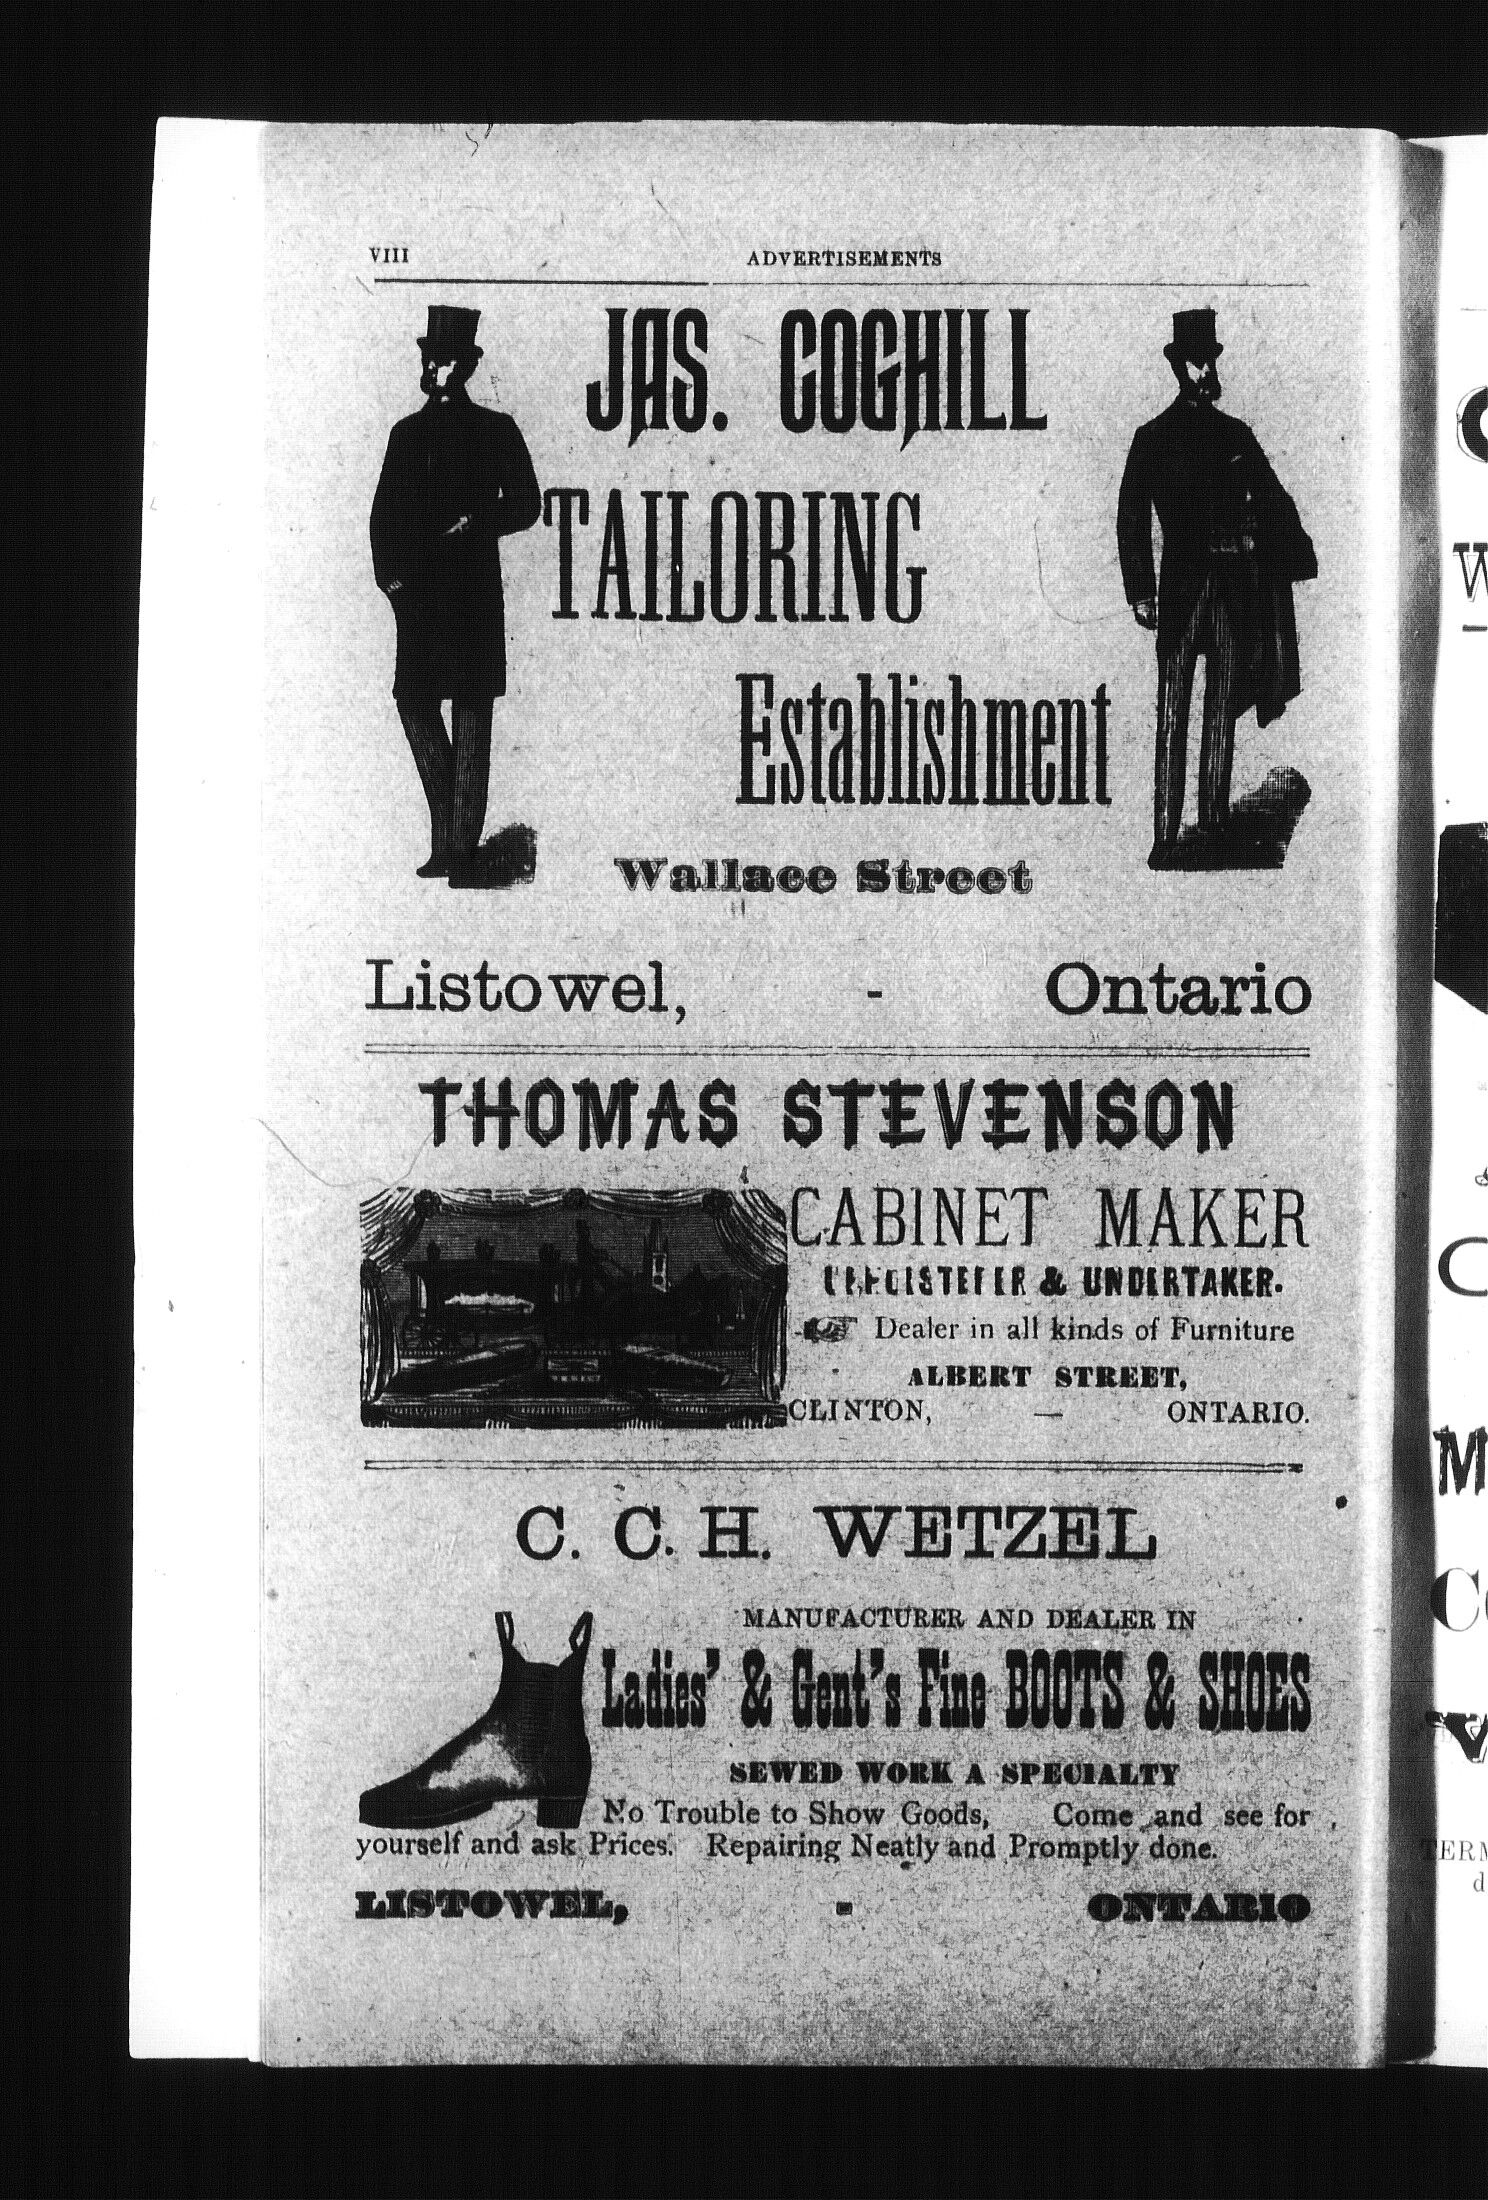 VIII ADVERTISEMENTS
JAS. COGHILL
TAILORING
Establishment
Wallace Street
Listowel, - Ontario
THOMAS STEVENSON
CABINET MAKER
UPHOLSTERER & UNDERTAKER.
☞ Dealer in all kinds of Furniture
ALBERT STREET,
CLINTON, — ONTARIO.
C. C. H. WETZEL
MANUFACTURER AND DEALER IN
Ladies' & Gent's Fine BOOTS & SHOES
SEWED WORK A SPECIALTY
No Trouble to Show Goods, Come and see for
yourself and ask Prices. Repairing Neatly and Promptly done.
LISTOWEL, - ONTARIO